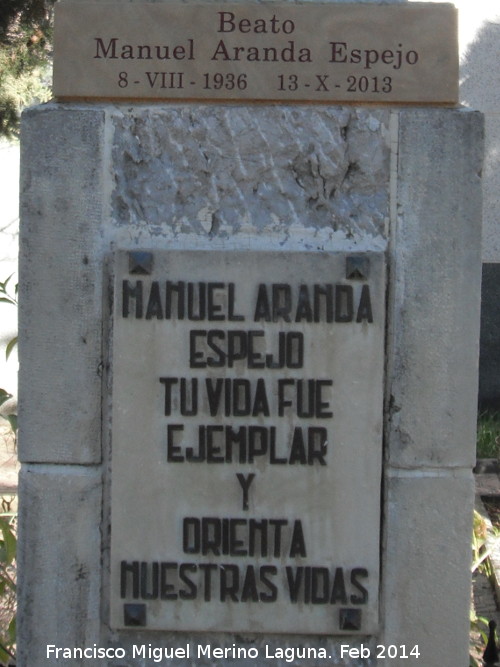 Beato
Manuel Aranda Espejo
8-VIII-1936 13-X-2013
MANUEL ARANDA
ESPEJO
TU VIDA FUE
EJEMPLAR
Y
ORIENTA
NUESTRAS VIDAS
Francisco Miguel Merino Laguna. Feb 2014